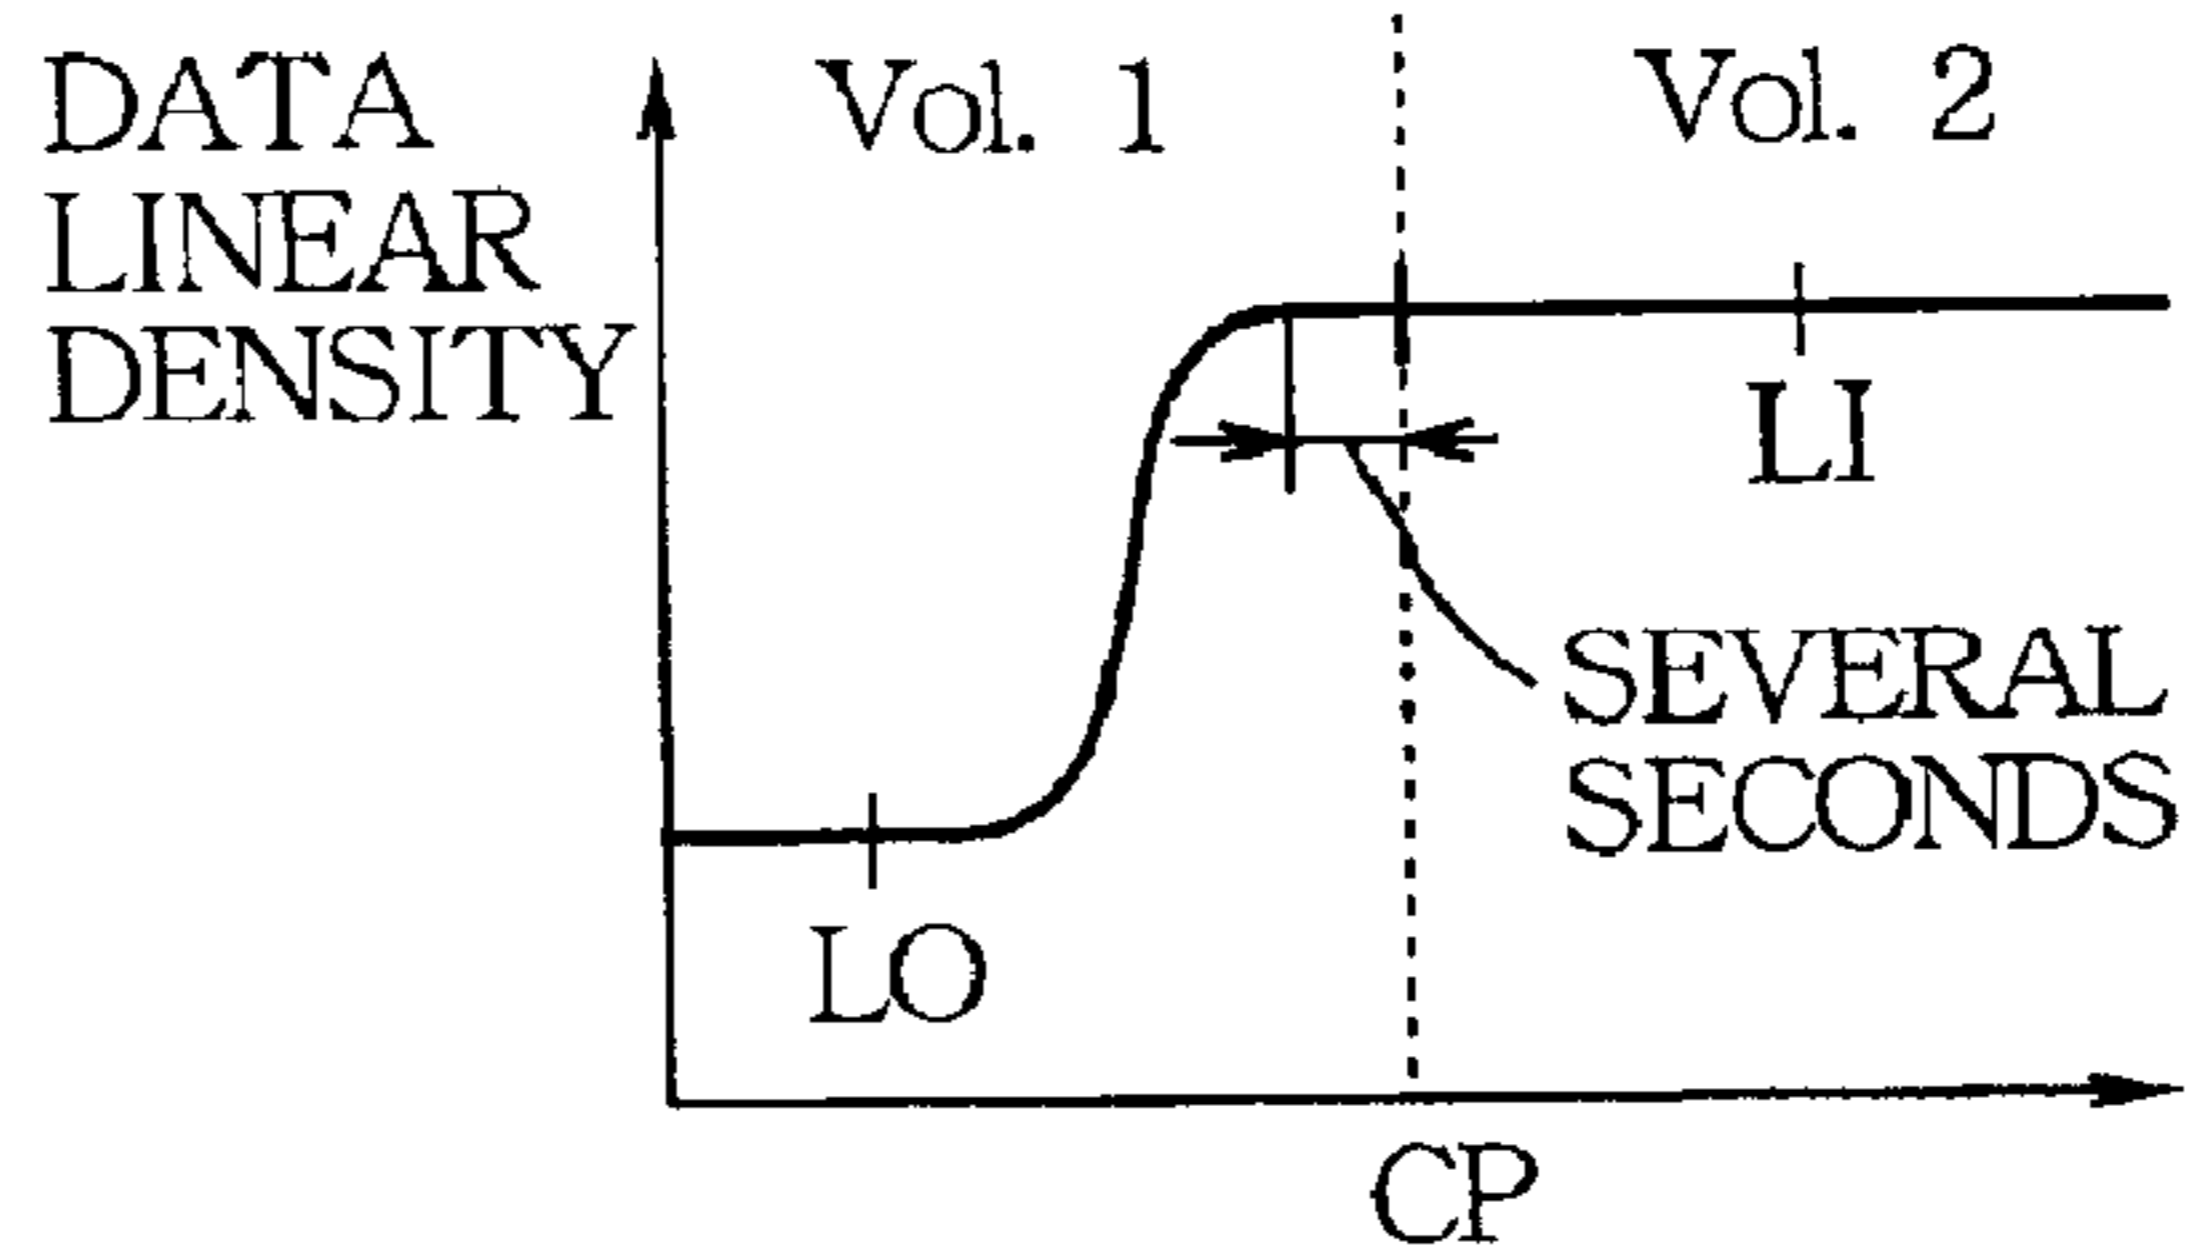 DATA
LINEAR
DENSITY
Vol. 1
Vol. 2
LI
SEVERAL
SECONDS
LO
CP